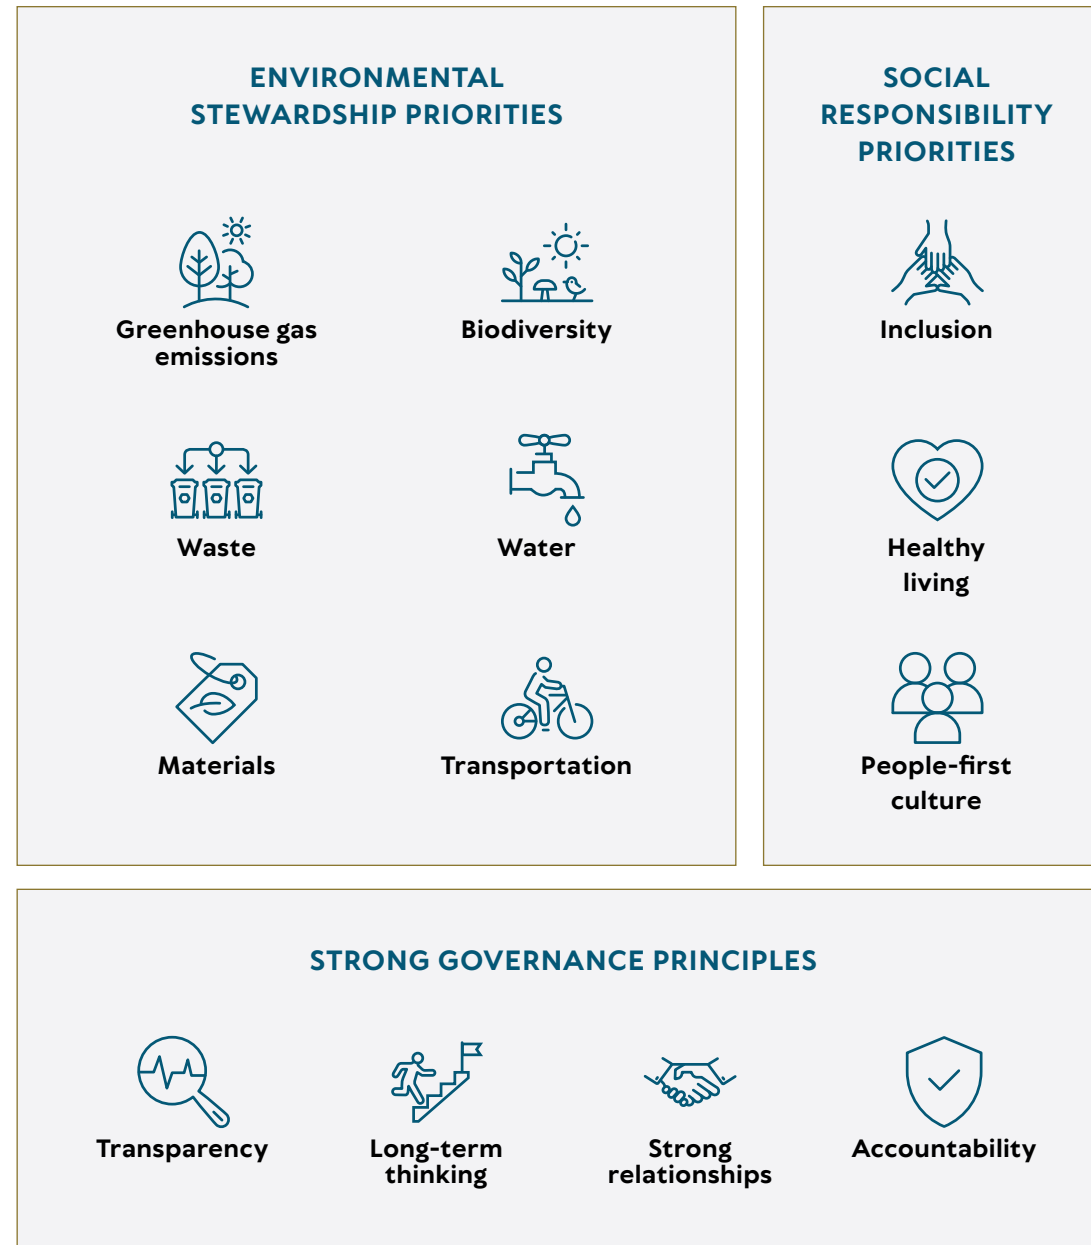 ENVIRONMENTAL
STEWARDSHIP PRIORITIES
Greenhouse gas
emissions
Biodiversity
Waste
Water
Materials
Transportation
SOCIAL
RESPONSIBILITY
PRIORITIES
Inclusion
Healthy
living
People-first
culture
STRONG GOVERNANCE PRINCIPLES
Transparency
Long-term
thinking
Strong
relationships
Accountability